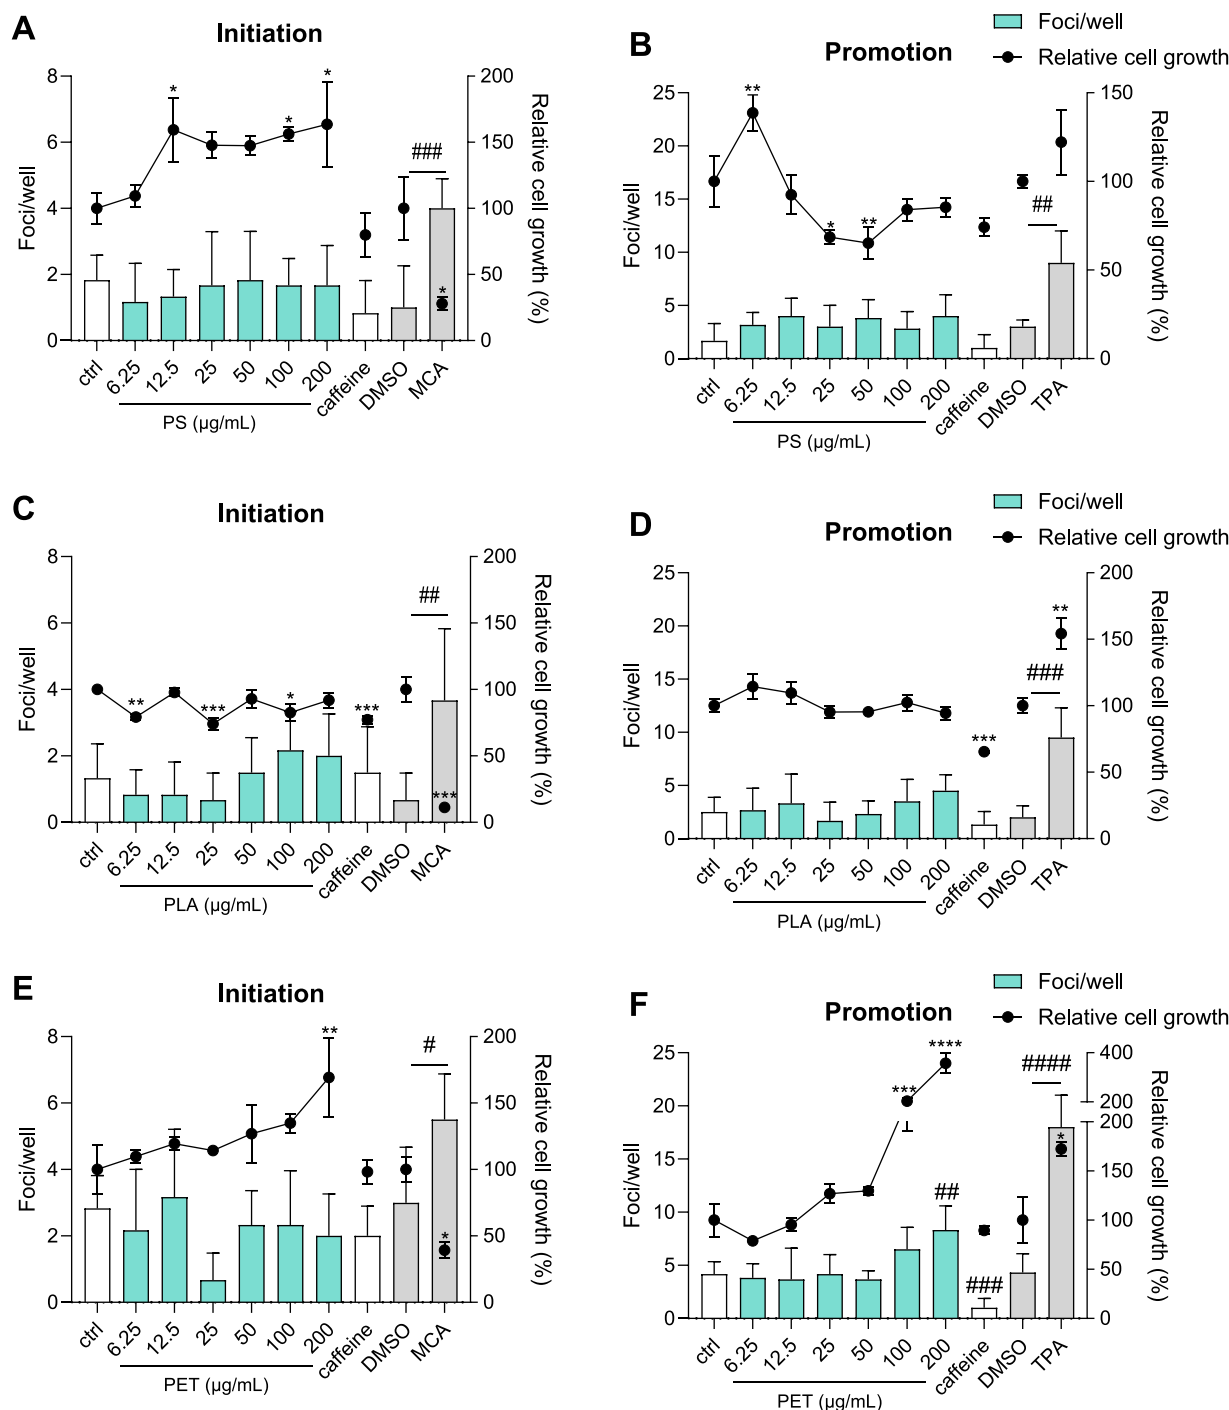 A
Initiation
Foci/well
Relative cell growth (%)
8
6
4
2
0
200
150
100
50
0
*
*
*
###
*
ctrl
6.25
12.5
25
50
100
200
caffeine
DMSO
MCA
PS (µg/mL)
B
Promotion
Foci/well
Relative cell growth
Foci/well
Relative cell growth (%)
25
20
15
10
5
0
150
100
50
0
**
*
**
##
ctrl
6.25
12.5
25
50
100
200
caffeine
DMSO
TPA
PS (µg/mL)
C
Initiation
Foci/well
Relative cell growth (%)
8
6
4
2
0
200
150
100
50
0
**
***
*
***
##
***
ctrl
6.25
12.5
25
50
100
200
caffeine
DMSO
MCA
PLA (µg/mL)
D
Promotion
Foci/well
Relative cell growth
Foci/well
Relative cell growth (%)
25
20
15
10
5
0
200
150
100
50
0
***
###
**
ctrl
6.25
12.5
25
50
100
200
caffeine
DMSO
TPA
PLA (µg/mL)
E
Initiation
Foci/well
Relative cell growth (%)
8
6
4
2
0
200
150
100
50
0
**
#
*
ctrl
6.25
12.5
25
50
100
200
caffeine
DMSO
MCA
PET (µg/mL)
F
Promotion
Foci/well
Relative cell growth
Foci/well
Relative cell growth (%)
25
20
15
10
5
0
400
200
200
150
100
50
0
***
****
##
###
####
*
ctrl
6.25
12.5
25
50
100
200
caffeine
DMSO
TPA
PET (µg/mL)